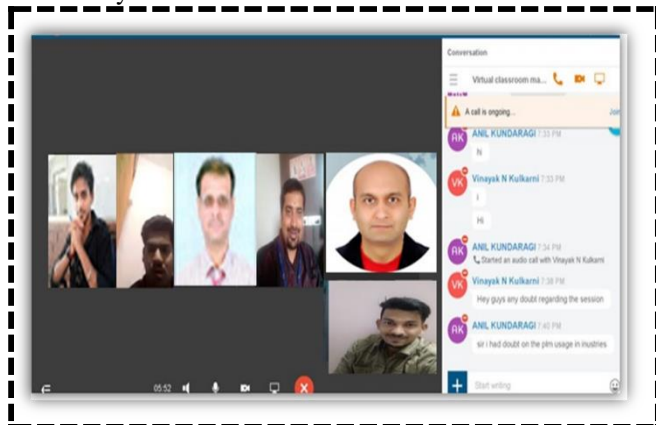 Conversation
Virtual classroom ma...
A call is ongoing...
Join
AK
ANIL KUNDARAGI 7:33 PM
N
VK
Vinayak N Kulkarni 7:33 PM
I
Hi
AK
ANIL KUNDARAGI 7:34 PM
Started an audio call with Vinayak N Kulkarni
VK
Vinayak N Kulkarni 7:38 PM
Hey guys any doubt regarding the session
AK
ANIL KUNDARAGI 7:40 PM
sir i had doubt on the plm usage in inustries
05:52
Start writing